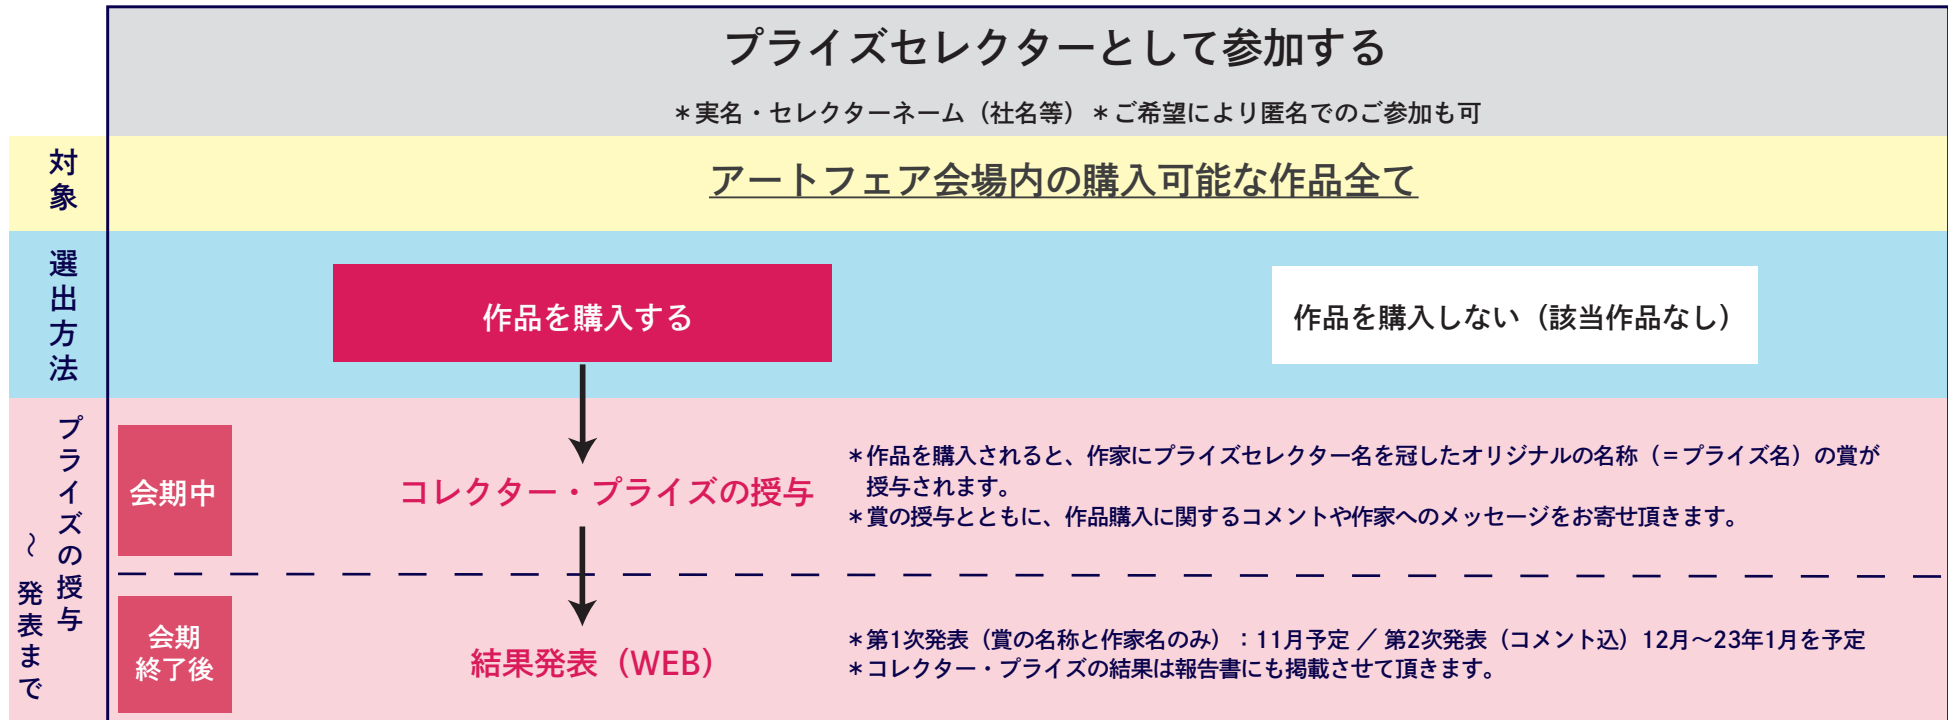 プライズセレクターとして参加する
＊実名・セレクターネーム（社名等）＊ご希望により匿名でのご参加も可
対象
アートフェア会場内の購入可能な作品全て
選出方法
作品を購入する
作品を購入しない（該当作品なし）
プライズの授与
～発表まで
会期中
コレクター・プライズの授与
＊作品を購入されると、作家にプライズセレクター名を冠したオリジナルの名称（＝プライズ名）の賞が
授与されます。
＊賞の授与とともに、作品購入に関するコメントや作家へのメッセージをお寄せ頂きます。
会期
終了後
結果発表（WEB）
＊第1次発表（賞の名称と作家名のみ）：11月予定 ／ 第2次発表（コメント込）12月～23年1月を予定
＊コレクター・プライズの結果は報告書にも掲載させて頂きます。